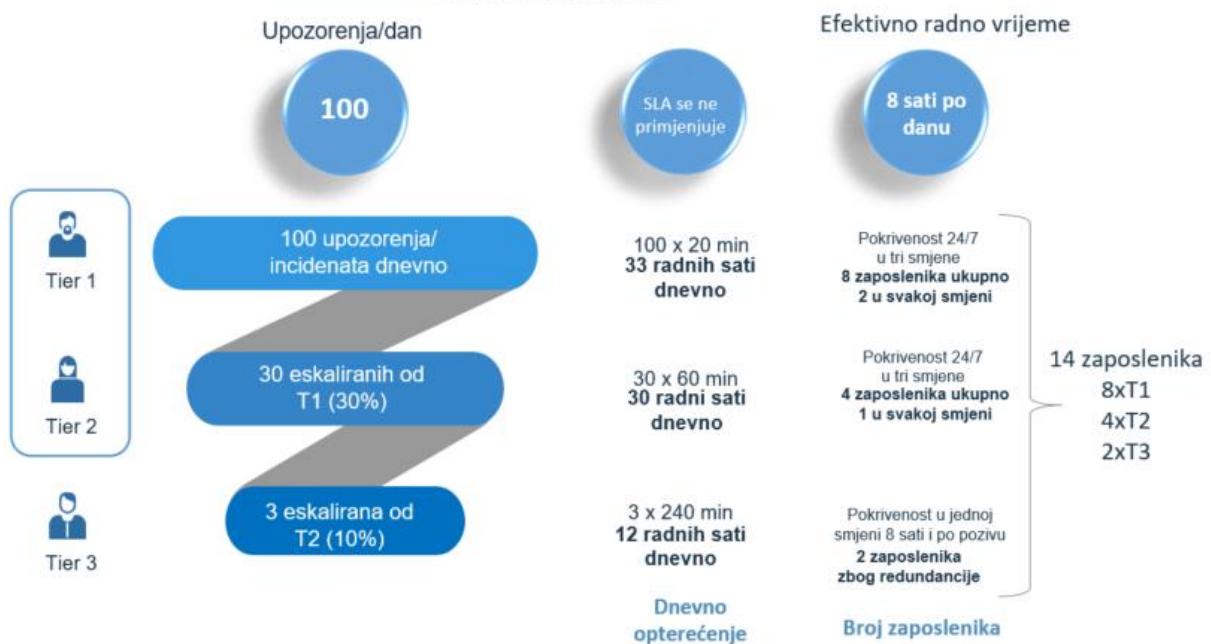 Upozorenja/dan
Efektivno radno vrijeme
100
SLA se ne
primjenjuje
8 sati po
danu
Tier 1
100 upozorenja/
incidenata dnevno
100 x 20 min
33 radnih sati
dnevno
Pokrivenost 24/7
u tri smjene
8 zaposlenika ukupno
2 u svakoj smjeni
Tier 2
30 eskaliranih od
T1 (30%)
30 x 60 min
30 radni sati
dnevno
Pokrivenost 24/7
u tri smjene
4 zaposlenika ukupno
1 u svakoj smjeni
14 zaposlenika
8xT1
4xT2
2xT3
Tier 3
3 eskalirana od
T2 (10%)
3 x 240 min
12 radnih sati
dnevno
Pokrivenost u jednoj
smjeni 8 sati i po pozivu
2 zaposlenika
zbog redundancije
Dnevno
opterećenje
Broj zaposlenika